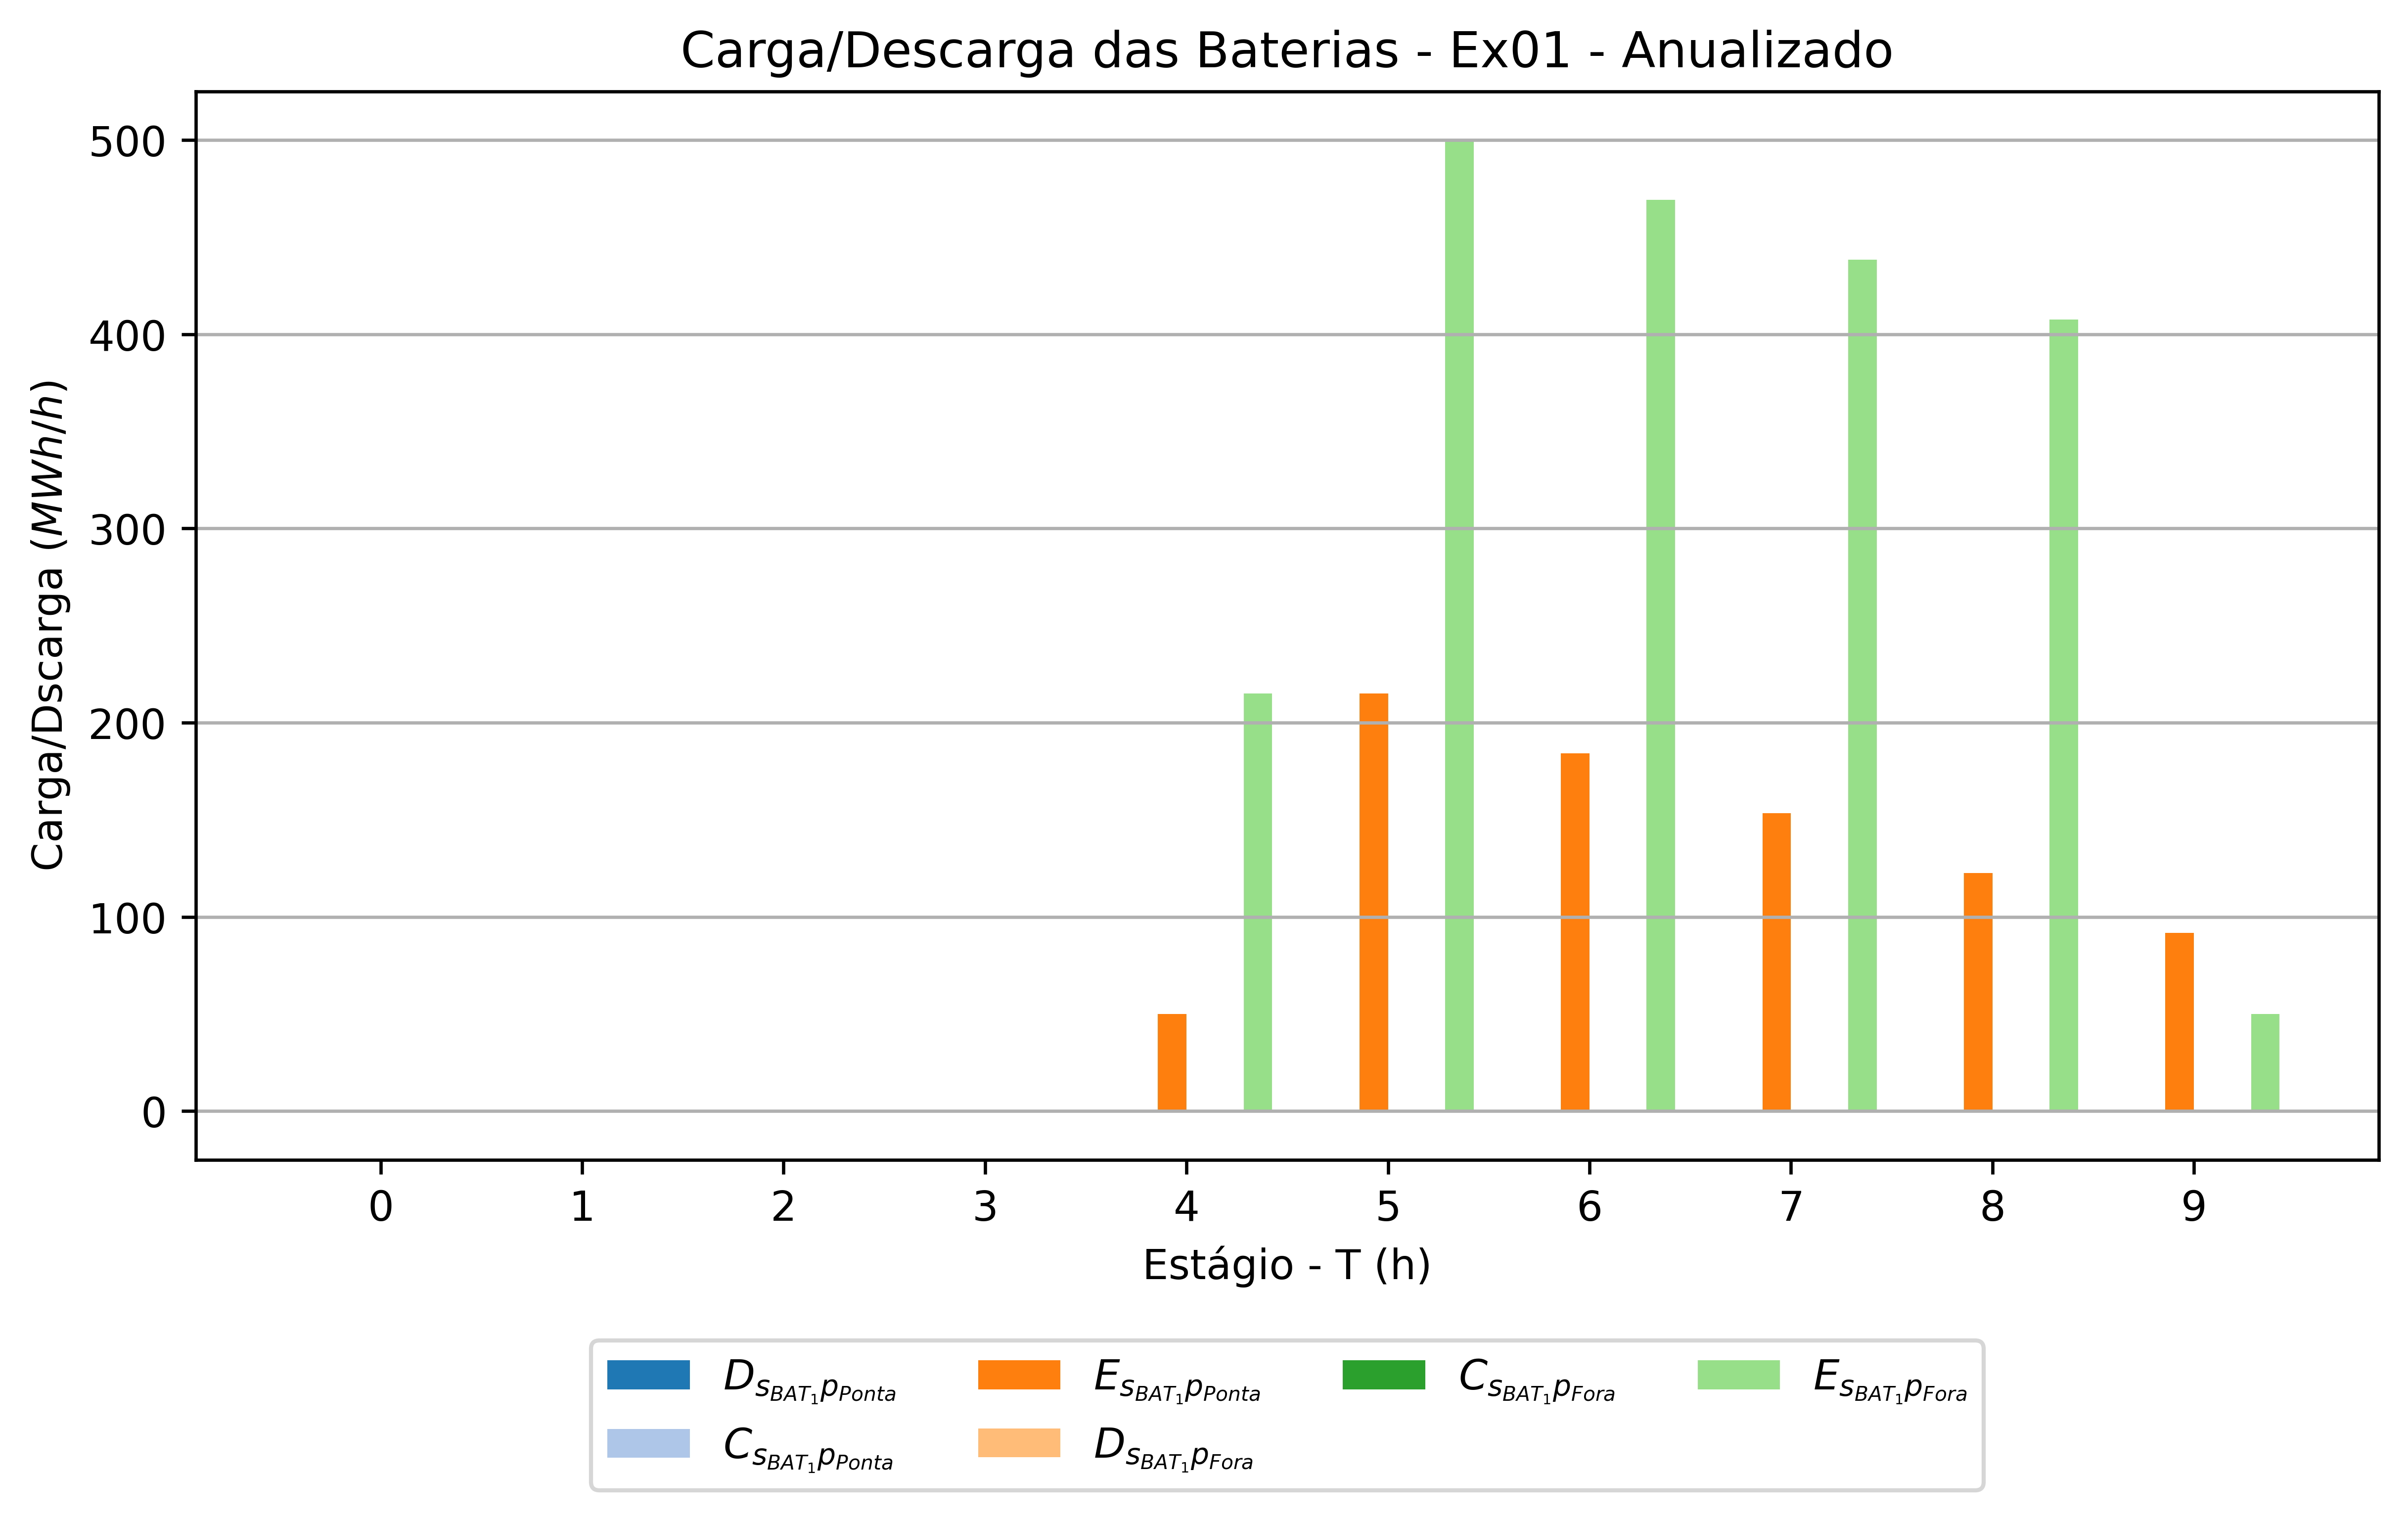 Carga/Descarga das Baterias - Ex01 - Anualizado
Carga/Dscarga (MWh/h)
500
400
300
200
100
0
0 1 2 3 4 5 6 7 8 9
Estágio - T (h)
D_{s_{BAT_1}p_{Ponta}} E_{s_{BAT_1}p_{Ponta}} C_{s_{BAT_1}p_{Fora}} E_{s_{BAT_1}p_{Fora}}
C_{s_{BAT_1}p_{Ponta}} D_{s_{BAT_1}p_{Fora}}